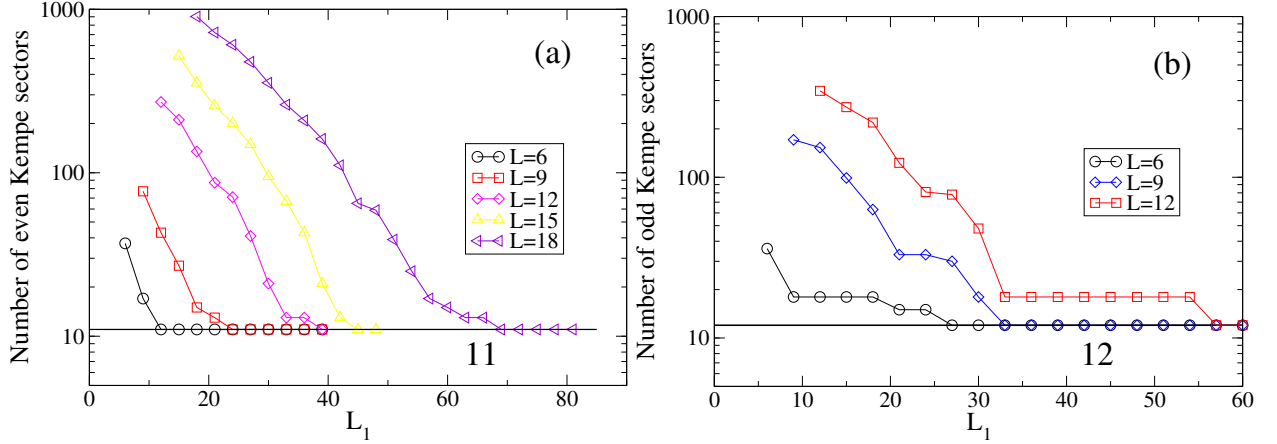 Number of even Kempe sectors
1000
100
10
0
20
40
60
80
L₁
(a)
L=6
L=9
L=12
L=15
L=18
11
Number of odd Kempe sectors
1000
100
10
0
10
20
30
40
50
60
L₁
(b)
L=6
L=9
L=12
12